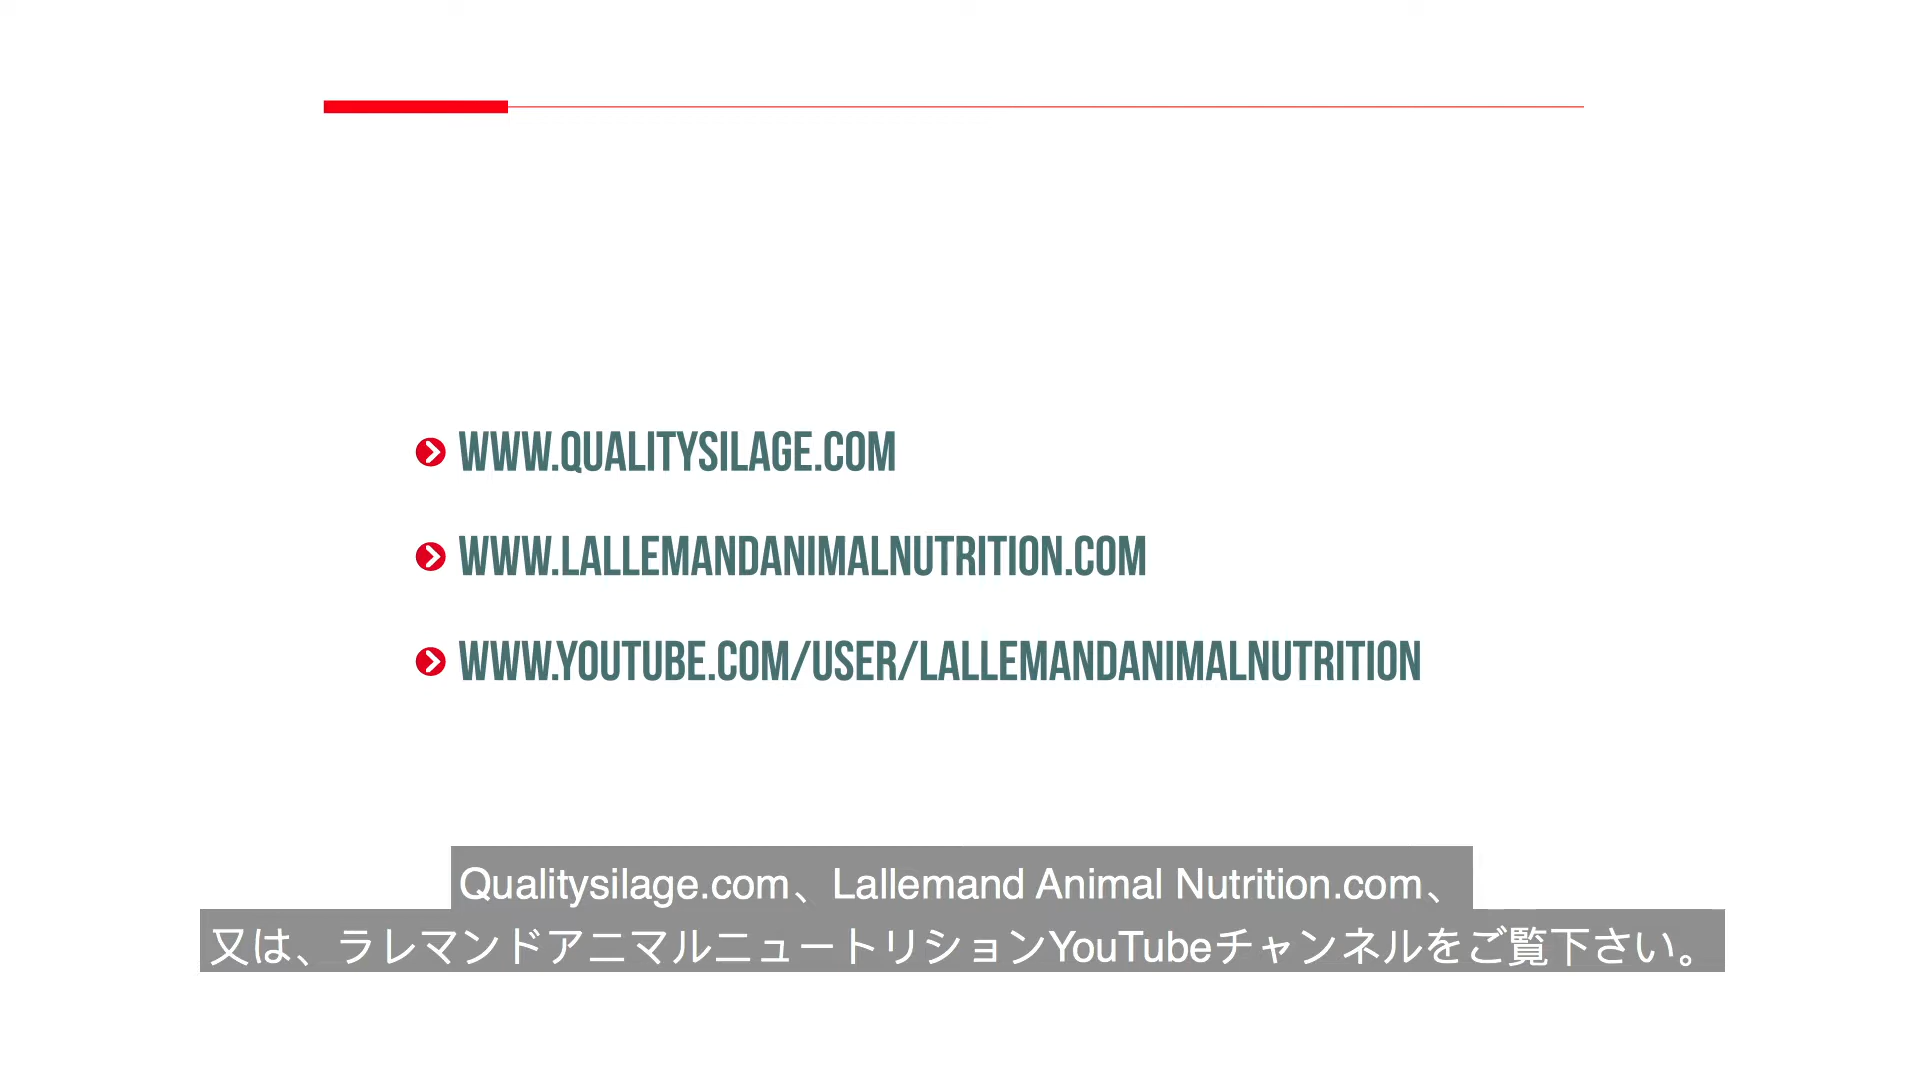 WWW.QUALITYSILAGE.COM
WWW.LALLEMANDANIMALNUTRITION.COM
WWW.YOUTUBE.COM/USER/LALLEMANDANIMALNUTRITION
Qualitysilage.com、Lallemand Animal Nutrition.com、
又は、ラレマンドアニマルニュートリションYouTubeチャンネルをご覧下さい。